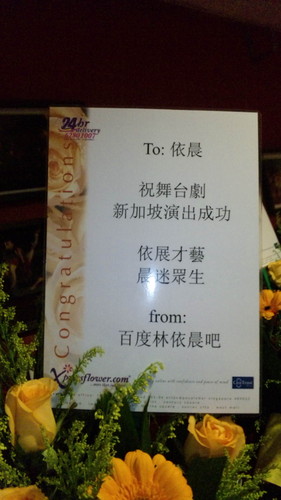 24hr
delivery
To: 依晨
祝舞台劇
新加坡演出成功
依展才藝
晨迷眾生
from:
百度林依晨吧
Congratulations
flower.com